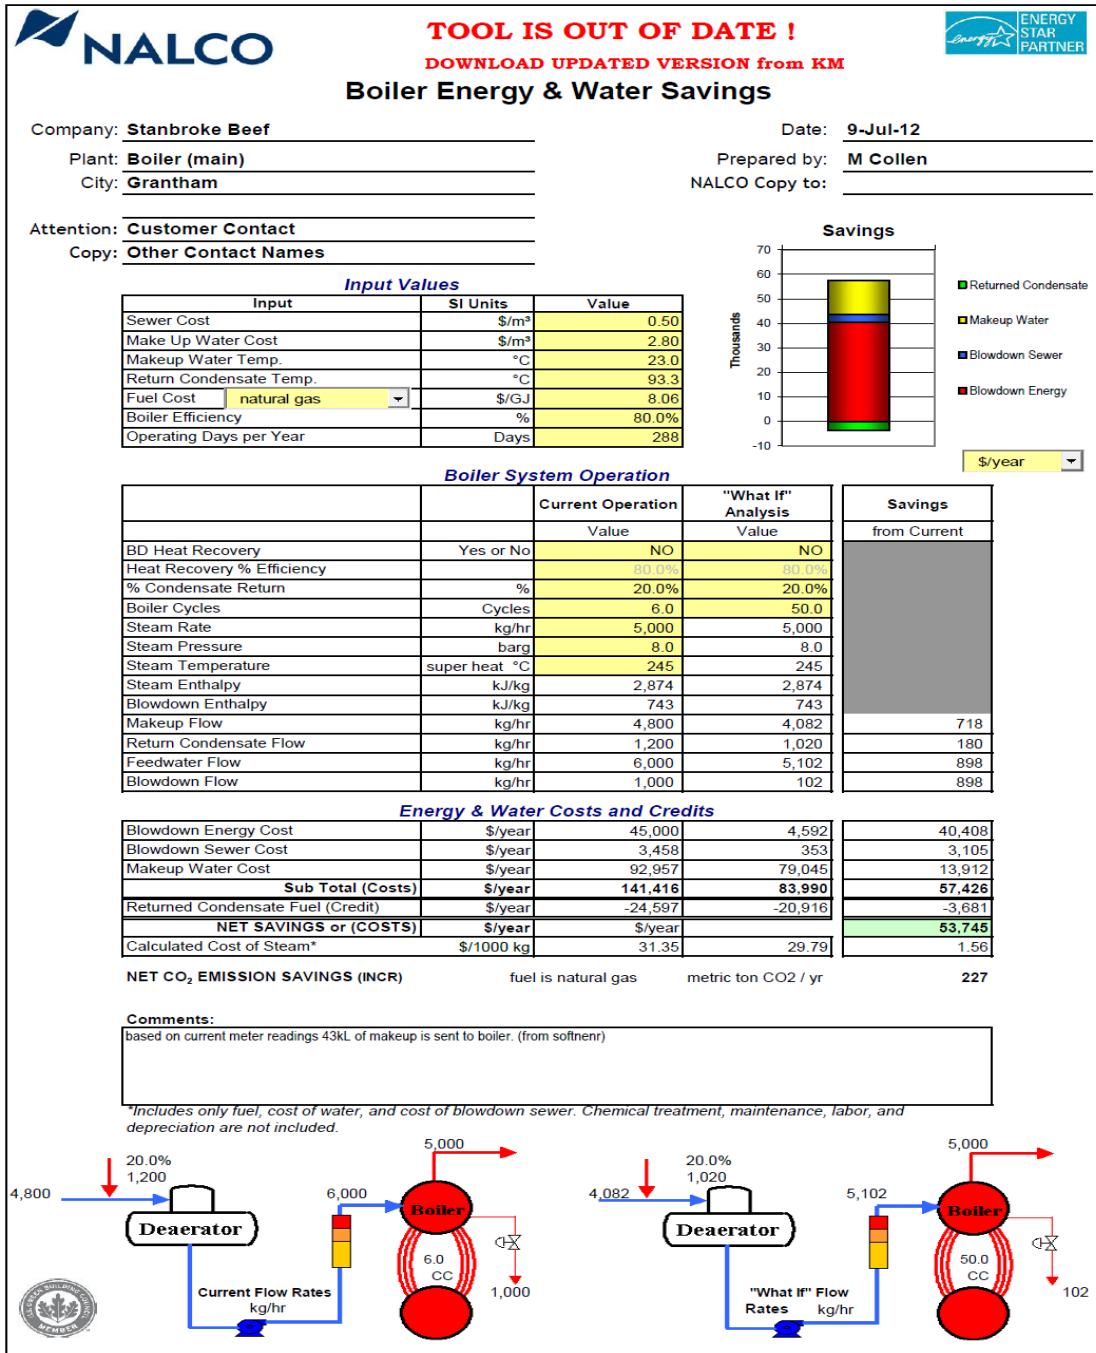 NALCO
TOOL IS OUT OF DATE !
DOWNLOAD UPDATED VERSION from KM
ENERGY STAR PARTNER
energy
Boiler Energy & Water Savings
Company: Stanbroke Beef
Date: 9-Jul-12
Plant: Boiler (main)
Prepared by: M Collen
City: Grantham
NALCO Copy to:
Attention: Customer Contact
Copy: Other Contact Names
Savings
70
60
50
40
30
20
10
0
-10
Thousands
Returned Condensate
Makeup Water
Blowdown Sewer
Blowdown Energy
$/year
Input Values
Input SI Units Value
Sewer Cost $/m³ 0.50
Make Up Water Cost $/m³ 2.80
Makeup Water Temp. °C 23.0
Return Condensate Temp. °C 93.3
Fuel Cost natural gas $/GJ 8.06
Boiler Efficiency % 80.0%
Operating Days per Year Days 288
Boiler System Operation
Current Operation "What If" Analysis Savings
Value Value from Current
BD Heat Recovery Yes or No NO NO
Heat Recovery % Efficiency 80.0% 80.0%
% Condensate Return % 20.0% 20.0%
Boiler Cycles Cycles 6.0 50.0
Steam Rate kg/hr 5,000 5,000
Steam Pressure barg 8.0 8.0
Steam Temperature super heat °C 245 245
Steam Enthalpy kJ/kg 2,874 2,874
Blowdown Enthalpy kJ/kg 743 743
Makeup Flow kg/hr 4,800 4,082 718
Return Condensate Flow kg/hr 1,200 1,020 180
Feedwater Flow kg/hr 6,000 5,102 898
Blowdown Flow kg/hr 1,000 102 898
Energy & Water Costs and Credits
Blowdown Energy Cost $/year 45,000 4,592 40,408
Blowdown Sewer Cost $/year 3,458 353 3,105
Makeup Water Cost $/year 92,957 79,045 13,912
Sub Total (Costs) $/year 141,416 83,990 57,426
Returned Condensate Fuel (Credit) $/year -24,597 -20,916 -3,681
NET SAVINGS or (COSTS) $/year $/year 53,745
Calculated Cost of Steam* $/1000 kg 31.35 29.79 1.56
NET CO₂ EMISSION SAVINGS (INCR) fuel is natural gas metric ton CO2 / yr 227
Comments:
based on current meter readings 43kL of makeup is sent to boiler. (from softnenr)
*Includes only fuel, cost of water, and cost of blowdown sewer. Chemical treatment, maintenance, labor, and
depreciation are not included.
20.0%
1,200
4,800
Deaerator
6,000
5,000
Boiler
6.0
CC
1,000
Current Flow Rates
kg/hr
20.0%
1,020
4,082
Deaerator
5,102
5,000
Boiler
50.0
CC
102
"What If" Flow
Rates kg/hr
U.S. GREEN BUILDING COUNCIL
MEMBER